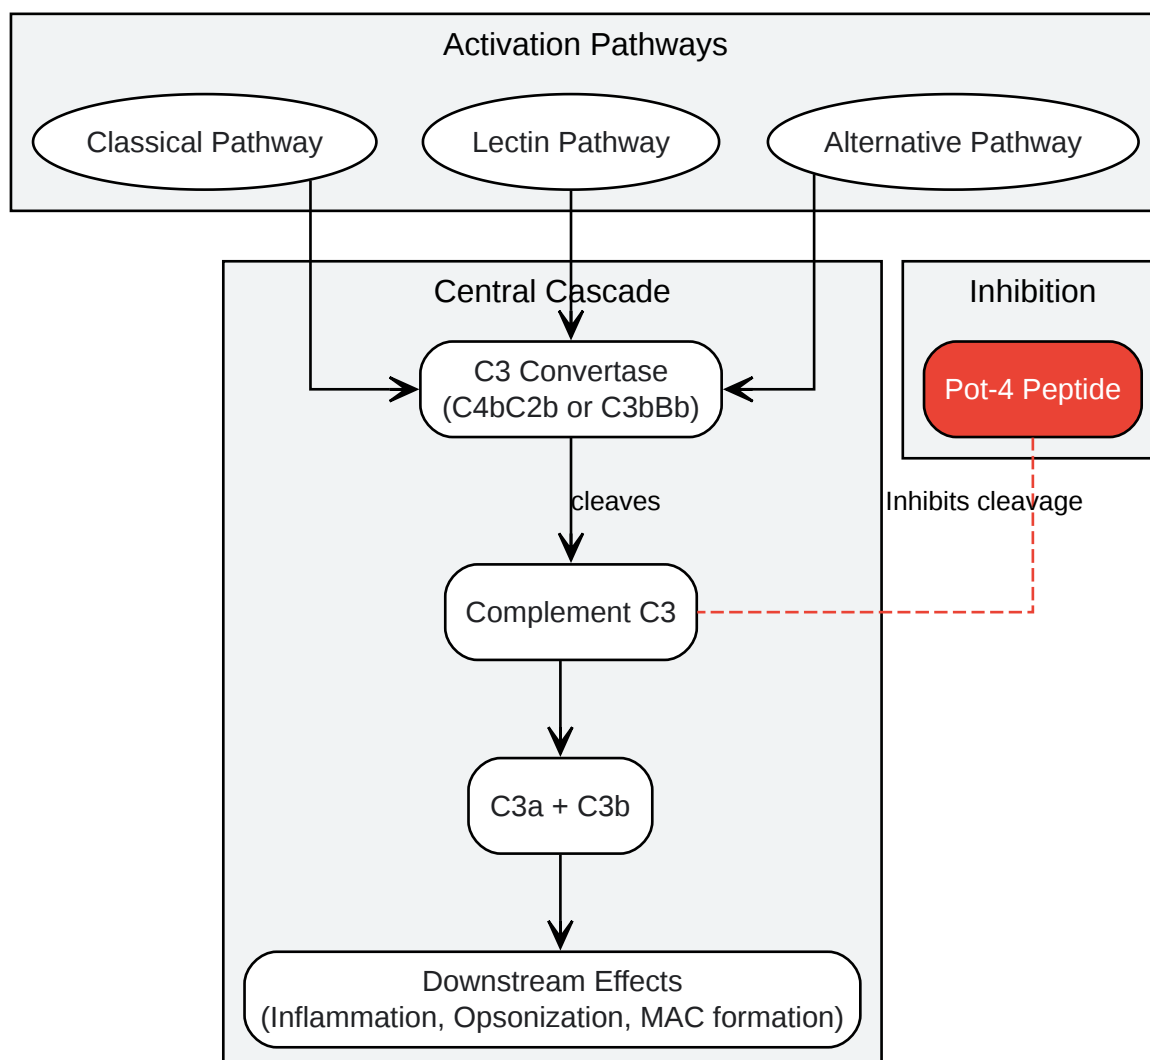 Activation Pathways
Classical Pathway
Lectin Pathway
Alternative Pathway
Central Cascade
Inhibition
C3 Convertase
(C4bC2b or C3bBb)
Pot-4 Peptide
cleaves
Inhibits cleavage
Complement C3
C3a + C3b
Downstream Effects
(Inflammation, Opsonization, MAC formation)